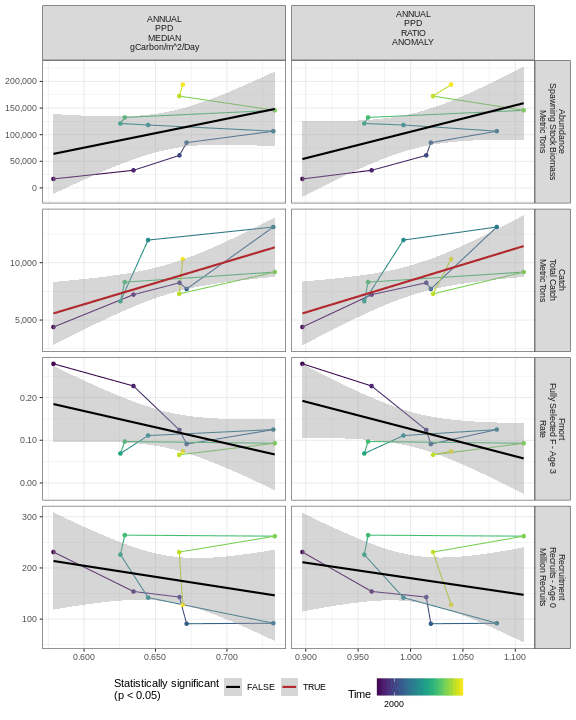 ANNUAL
PPD
MEDIAN
gCarbon/m^2/Day
ANNUAL
PPD
RATIO
ANOMALY
200,000
150,000
100,000
50,000
0
Abundance
Spawning Stock Biomass
Metric Tons
10,000
5,000
Catch
Total Catch
Metric Tons
0.20
0.10
0.00
Fmort
Fully Selected F - Age 3
Rate
300
200
100
Recruitment
Recruits - Age 0
Million Recruits
0.600 0.650 0.700
0.900 0.950 1.000 1.050 1.100
Statistically significant
(p < 0.05)
FALSE
TRUE
Time
2000